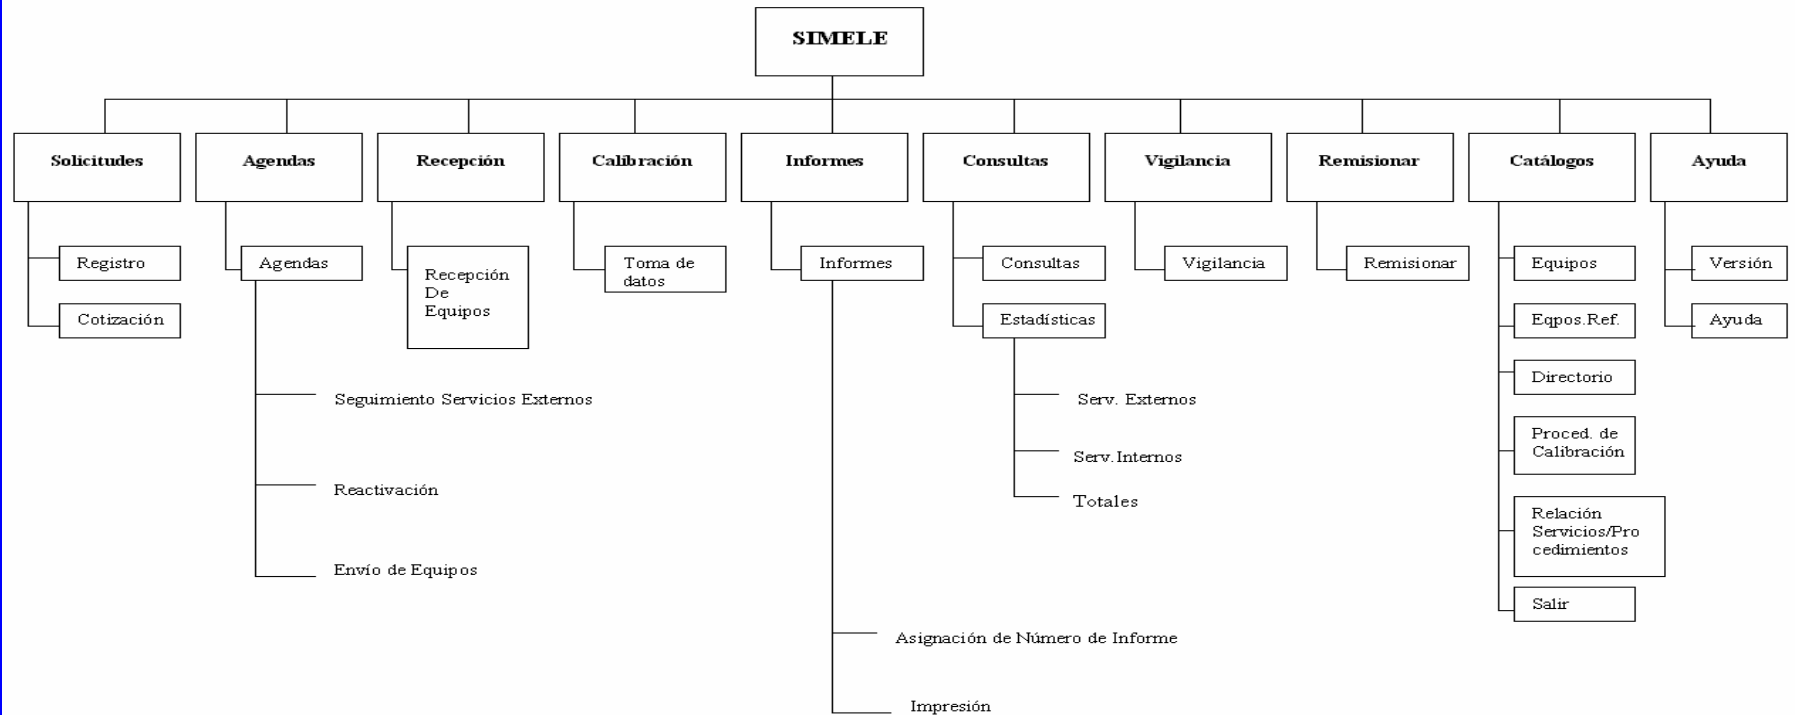 SIMELE
Solicitudes
Agendas
Recepción
Calibración
Informes
Consultas
Vigilancia
Remisionar
Catálogos
Ayuda
Registro
Cotización
Agendas
Seguimiento Servicios Externos
Reactivación
Envío de Equipos
Recepción
De
Equipos
Toma de
datos
Informes
Asignación de Número de Informe
Impresión
Consultas
Estadísticas
Serv. Externos
Serv.Internos
Totales
Vigilancia
Remisionar
Equipos
Eqpos.Ref.
Directorio
Proced. de
Calibración
Relación
Servicios/Pro
cedimientos
Salir
Versión
Ayuda